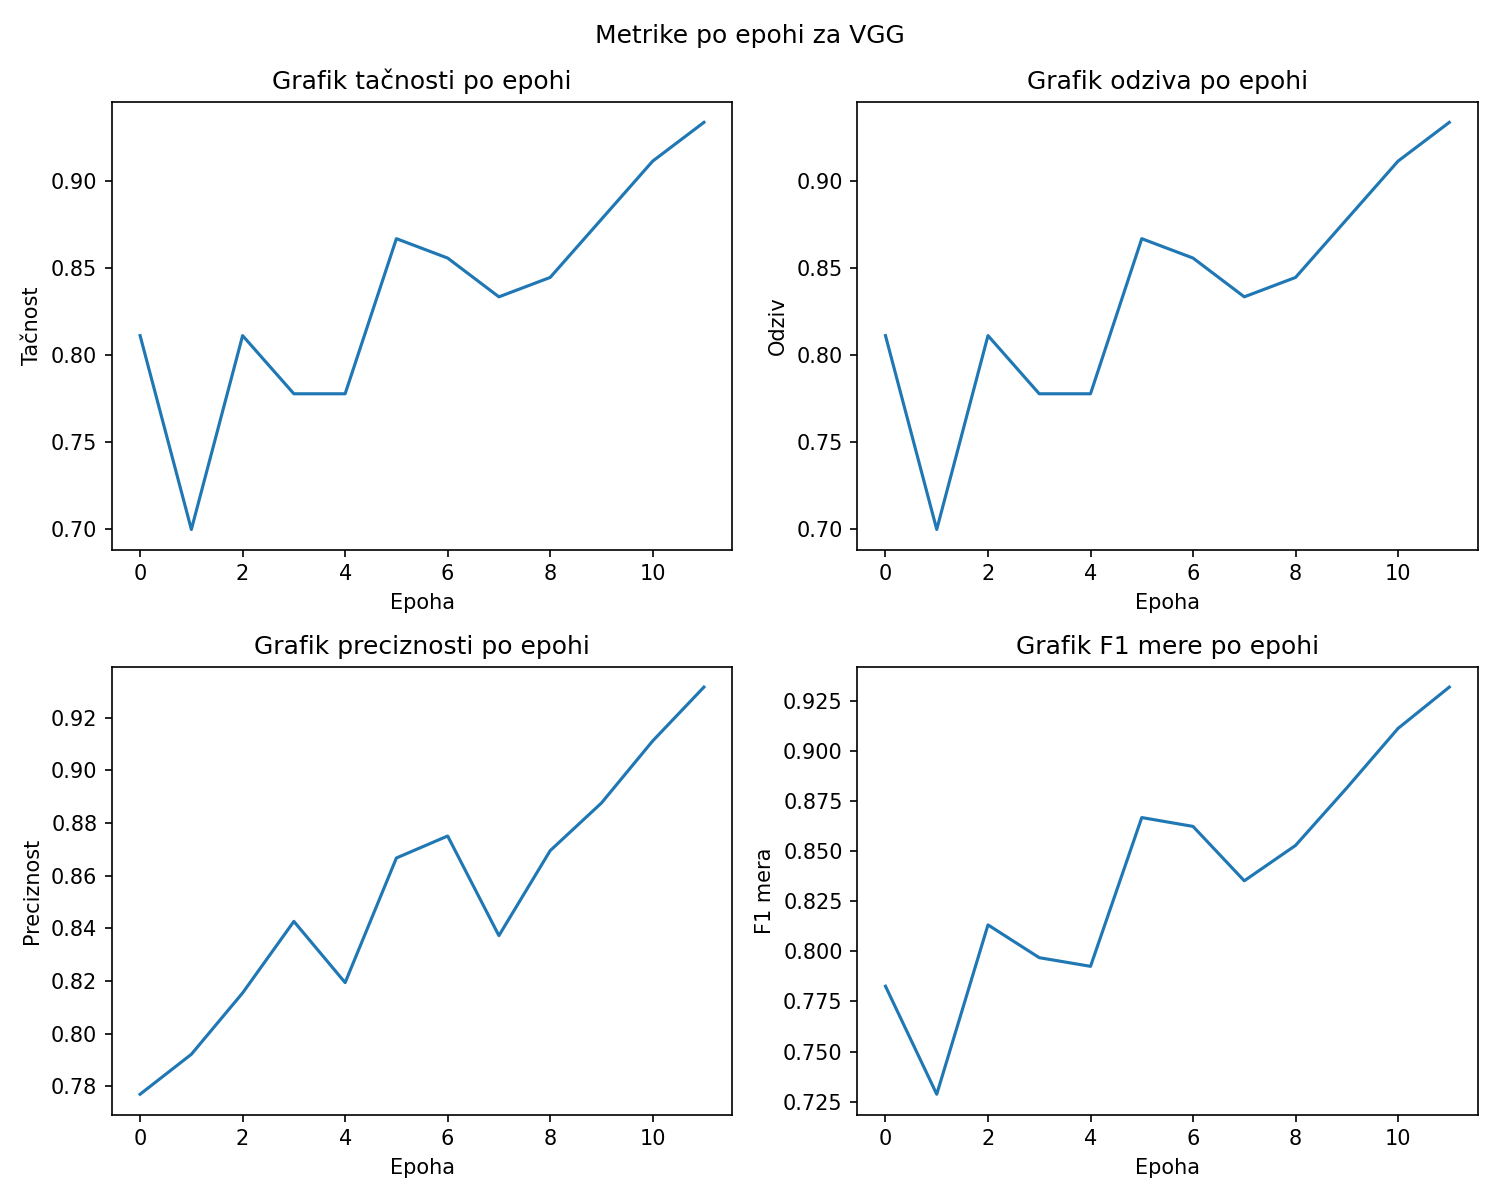 Metrike po epohi za VGG
Grafik tačnosti po epohi
Tačnost
0.90
0.85
0.80
0.75
0.70
0 2 4 6 8 10
Epoha
Grafik odziva po epohi
Odziv
0.90
0.85
0.80
0.75
0.70
0 2 4 6 8 10
Epoha
Grafik preciznosti po epohi
Preciznost
0.92
0.90
0.88
0.86
0.84
0.82
0.80
0.78
0 2 4 6 8 10
Epoha
Grafik F1 mere po epohi
F1 mera
0.925
0.900
0.875
0.850
0.825
0.800
0.775
0.750
0.725
0 2 4 6 8 10
Epoha